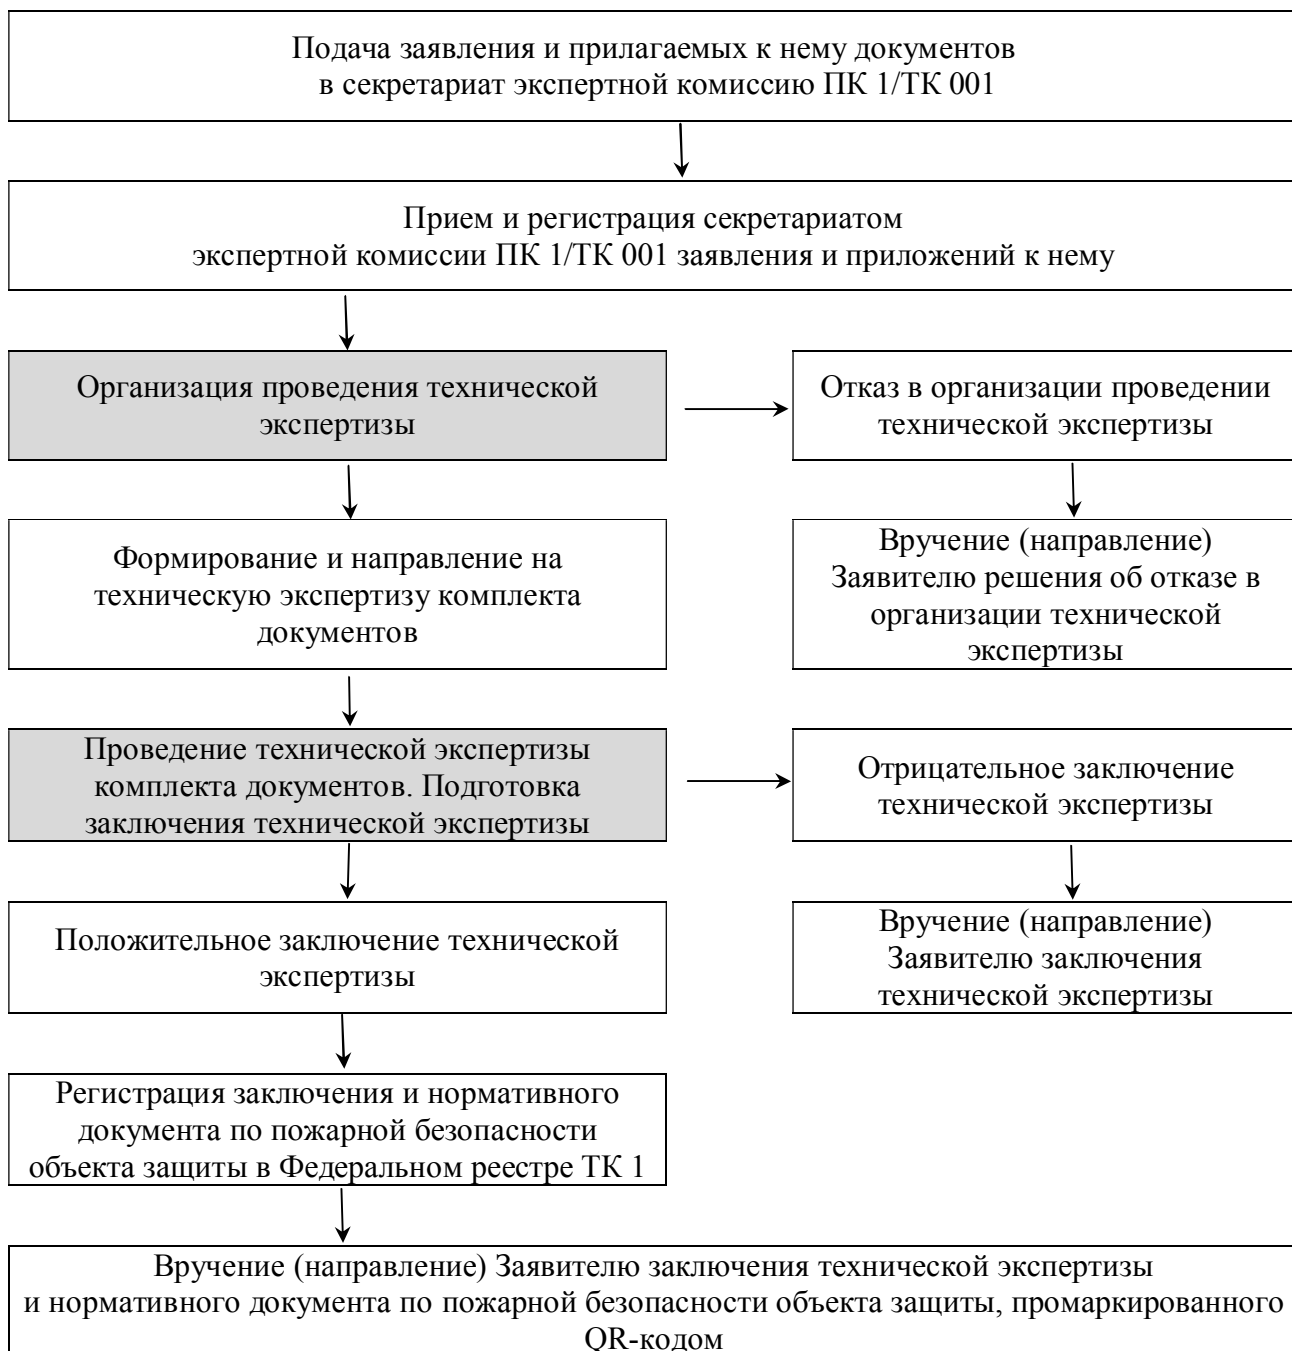 Подача заявления и прилагаемых к нему документов
в секретариат экспертной комиссию ПК 1/ТК 001
Прием и регистрация секретариатом
экспертной комиссии ПК 1/ТК 001 заявления и приложений к нему
Организация проведения технической
экспертизы
Отказ в организации проведении
технической экспертизы
Формирование и направление на
техническую экспертизу комплекта
документов
Вручение (направление)
Заявителю решения об отказе в
организации технической
экспертизы
Проведение технической экспертизы
комплекта документов. Подготовка
заключения технической экспертизы
Отрицательное заключение
технической экспертизы
Положительное заключение технической
экспертизы
Вручение (направление)
Заявителю заключения
технической экспертизы
Регистрация заключения и нормативного
документа по пожарной безопасности
объекта защиты в Федеральном реестре ТК 1
Вручение (направление) Заявителю заключения технической экспертизы
и нормативного документа по пожарной безопасности объекта защиты, промаркированного
QR-кодом